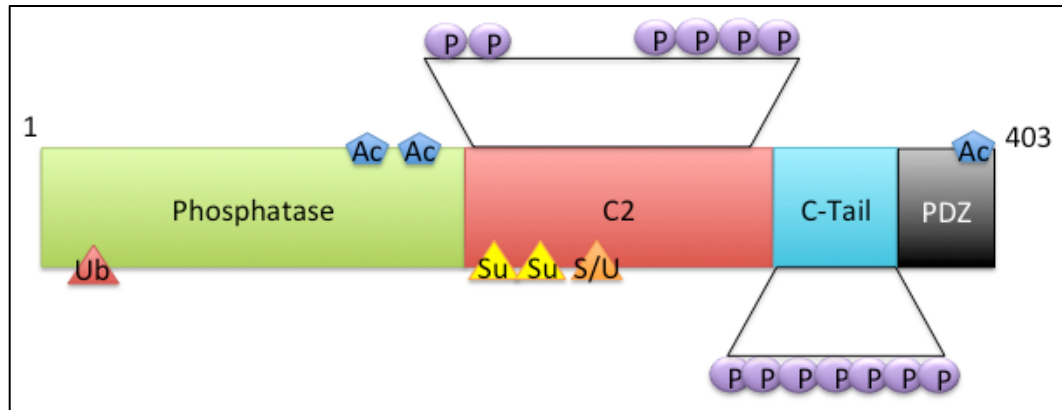 P P P P P P
1
403
Ac Ac Ac
Phosphatase C2 C-Tail PDZ
Ub Su Su S/U
P P P P P P P